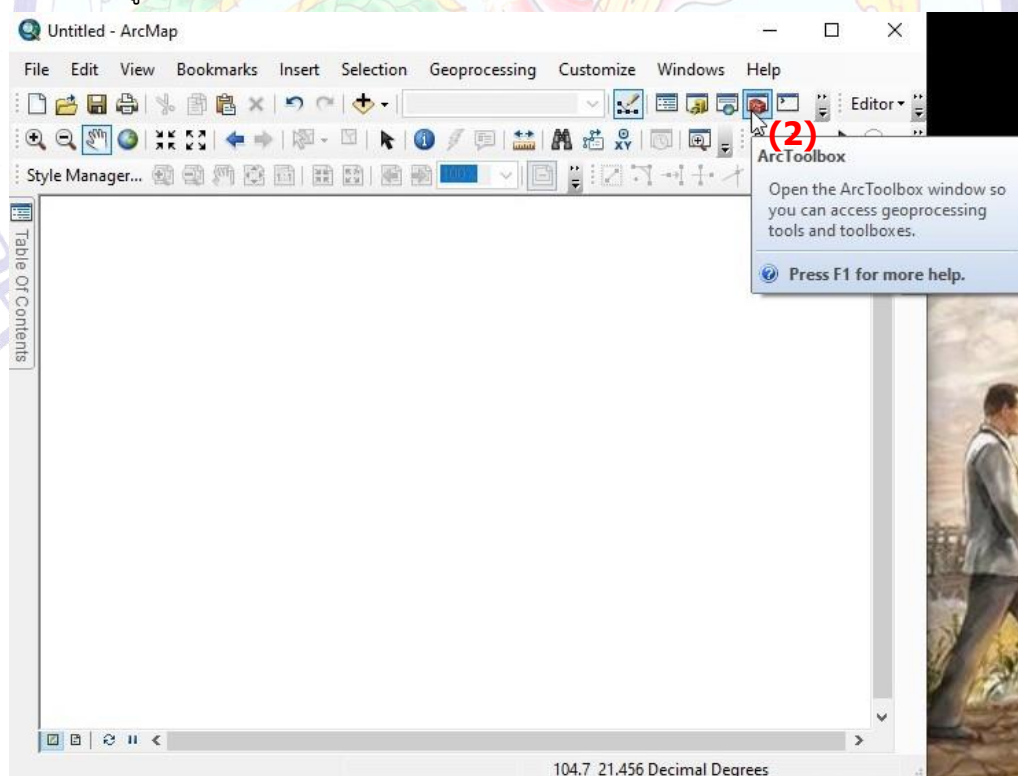 Untitled - ArcMap
File Edit View Bookmarks Insert Selection Geoprocessing Customize Windows Help
Editor
(2)
Style Manager... 100%
ArcToolbox
Open the ArcToolbox window so
you can access geoprocessing
tools and toolboxes.
Press F1 for more help.
Table Of Contents
104.7 21.456 Decimal Degrees